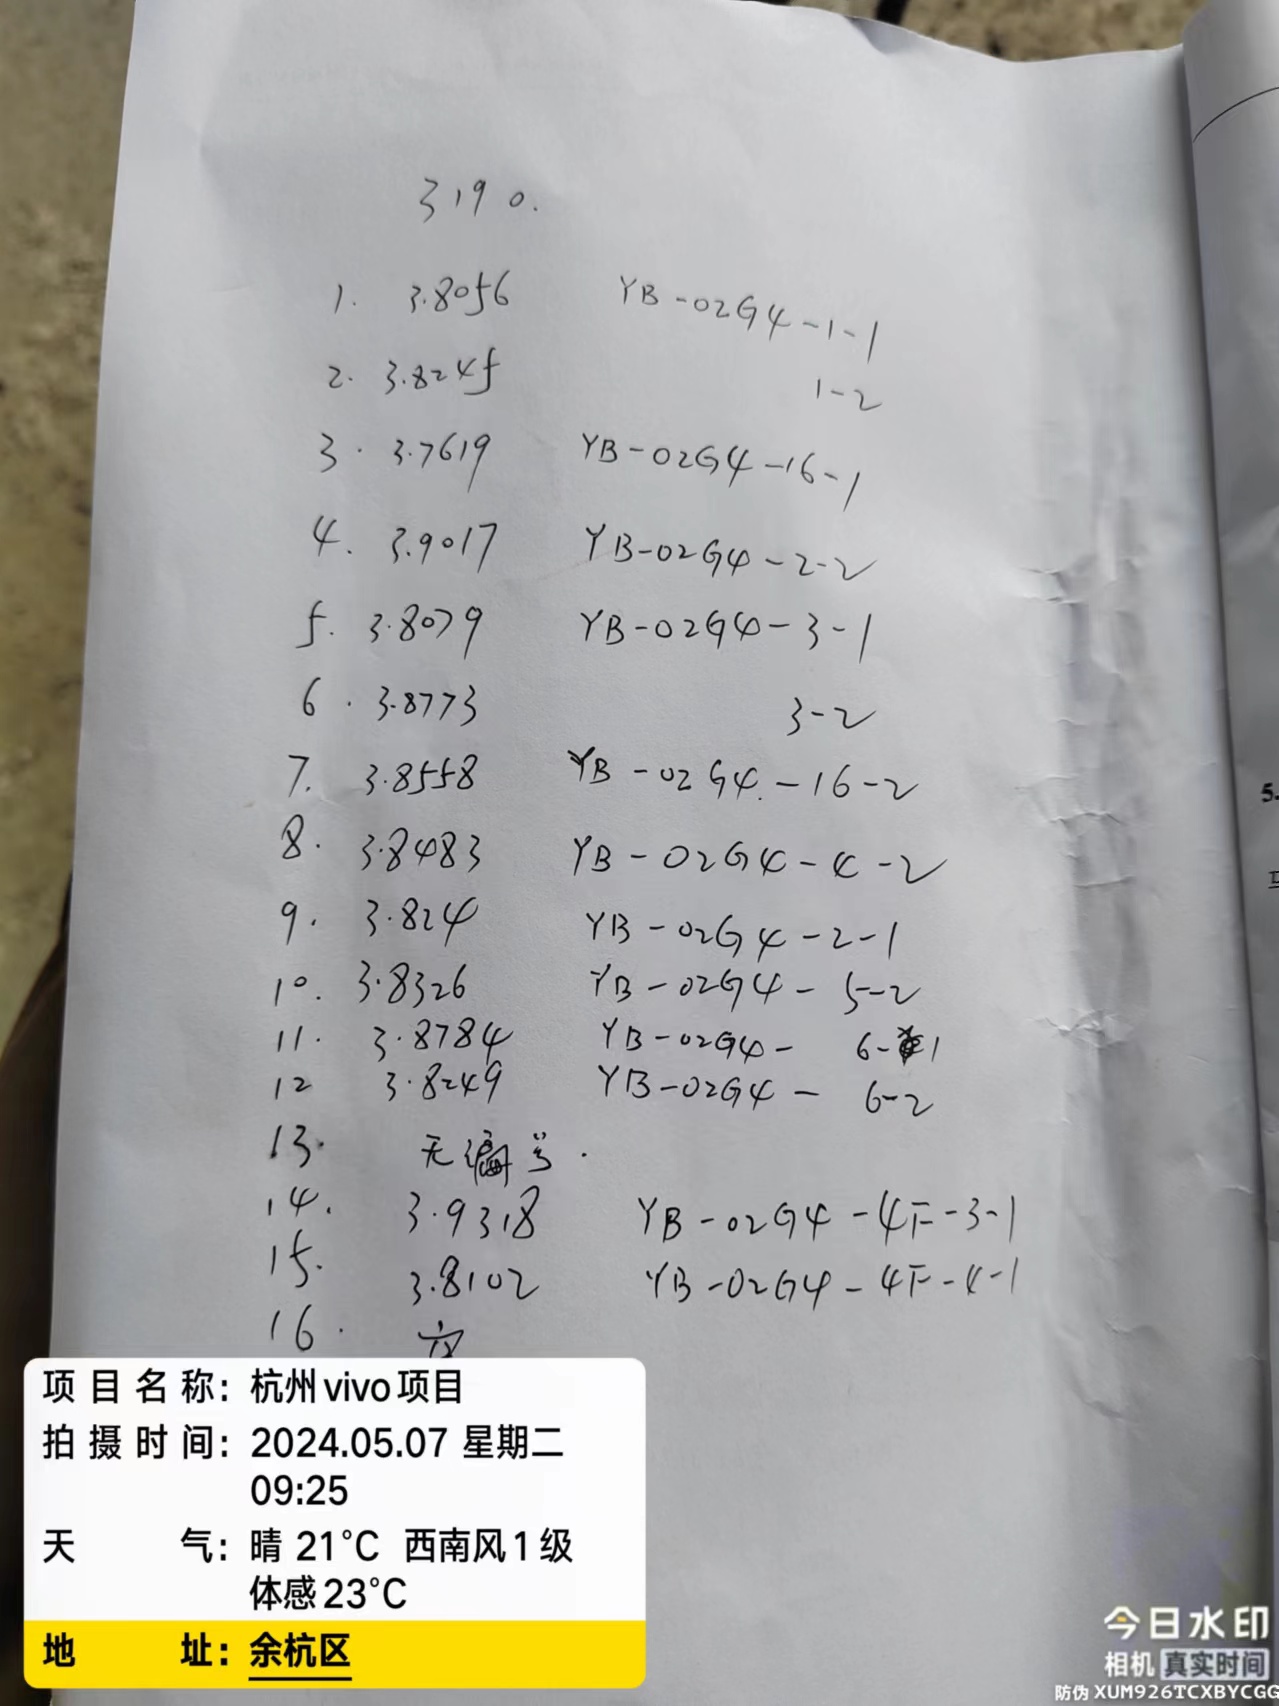 3190.
1. 3.8056 YB-02G4-1-1
2. 3.8245 1-2
3. 3.7619 YB-02G4-16-1
4. 3.9017 YB-02G4-2-2
5. 3.8079 YB-02G4-3-1
6. 3.8773 3-2
7. 3.8558 YB-02G4-16-2
8. 3.8483 YB-02G4-4-2
9. 3.824 YB-02G4-2-1
10. 3.8326 YB-02G4-5-2
11. 3.8784 YB-02G4-6-1
12 3.8249 YB-02G4-6-2
13. 无编号.
14. 3.9318 YB-02G4-4F-3-1
15. 3.8102 YB-02G4-4F-4-1
16.
5.
项目名称: 杭州vivo项目
拍摄时间: 2024.05.07 星期二
09:25
天气: 晴 21°C 西南风1级
体感23°C
地址: 余杭区
今日水印
相机 真实时间
防伪 XUM926TCXBYCGG